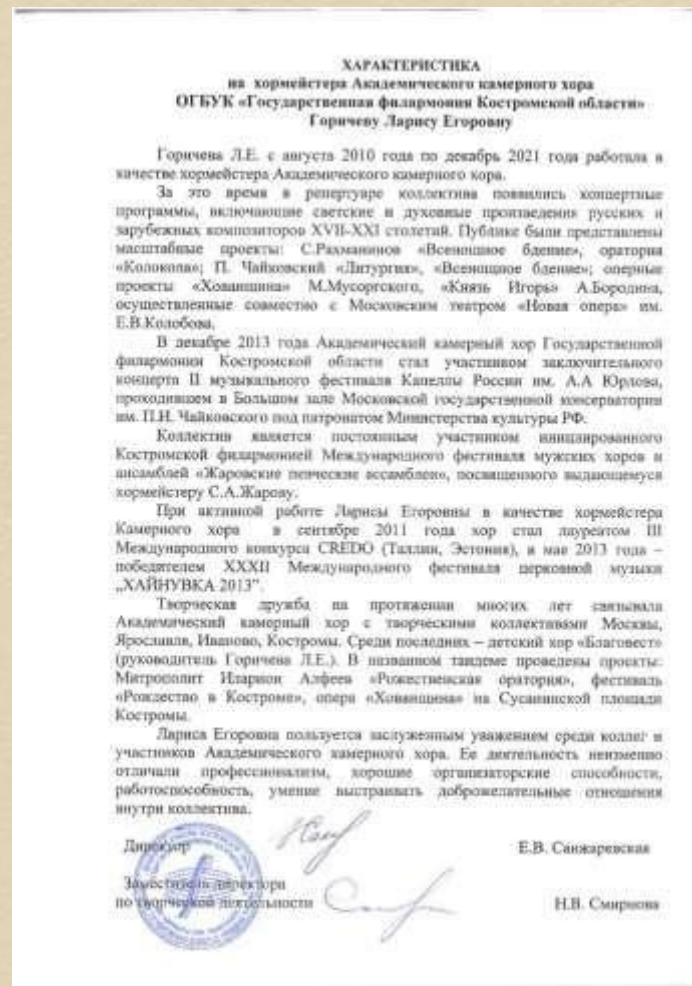 ХАРАКТЕРИСТИКА
на хормейстера Академического камерного хора
ОГБУК «Государственная филармония Костромской области»
Горичеву Ларису Егоровну
Горичева Л.Е. с августа 2010 года по декабрь 2021 года работала в
качестве хормейстера Академического камерного хора.
За это время в репертуаре коллектива появились концертные
программы, включающие светские и духовные произведения русских и
зарубежных композиторов XVII-XXI столетий. Публике были представлены
масштабные проекты: С.Рахманинов «Всенощное бдение», оратория
«Колокола»; П. Чайковский «Литургия», «Всенощное бдение»; оперные
проекты «Хованщина» М.Мусоргского, «Князь Игорь» А.Бородина,
осуществленные совместно с Московским театром «Новая опера» им.
Е.В.Колобова.
В декабре 2013 года Академический камерный хор Государственной
филармонии Костромской области стал участником заключительного
концерта II музыкального фестиваля Капеллы России им. А.А Юрлова,
проходившем в Большом зале Московской государственной консерватории
им. П.И. Чайковского под патронатом Министерства культуры РФ.
Коллектив является постоянным участником инициированного
Костромской филармонией Международного фестиваля мужских хоров и
ансамблей «Жаровские певческие ассамблеи», посвященного выдающемуся
хормейстеру С.А.Жарову.
При активной работе Ларисы Егоровны в качестве хормейстера
Камерного хора в сентябре 2011 года хор стал лауреатом III
Международного конкурса CREDO (Таллин, Эстония), в мае 2013 года –
победителем XXXII Международного фестиваля церковной музыки
„ХАЙНУВКА 2013”.
Творческая дружба на протяжении многих лет связывала
Академический камерный хор с творческими коллективами Москвы,
Ярославля, Иваново, Костромы. Среди последних – детский хор «Благовест»
(руководитель Горичева Л.Е.). В названном тандеме проведены проекты:
Митрополит Иларион Алфеев «Рождественская оратория», фестиваль
«Рождество в Костроме», опера «Хованщина» на Сусанинской площади
Костромы.
Лариса Егоровна пользуется заслуженным уважением среди коллег и
участников Академического камерного хора. Ее деятельность неизменно
отличали профессионализм, хорошие организаторские способности,
работоспособность, умение выстраивать доброжелательные отношения
внутри коллектива.
Директор Е.В. Санжаревская
Заместитель директора
по творческой деятельности Н.В. Смирнова